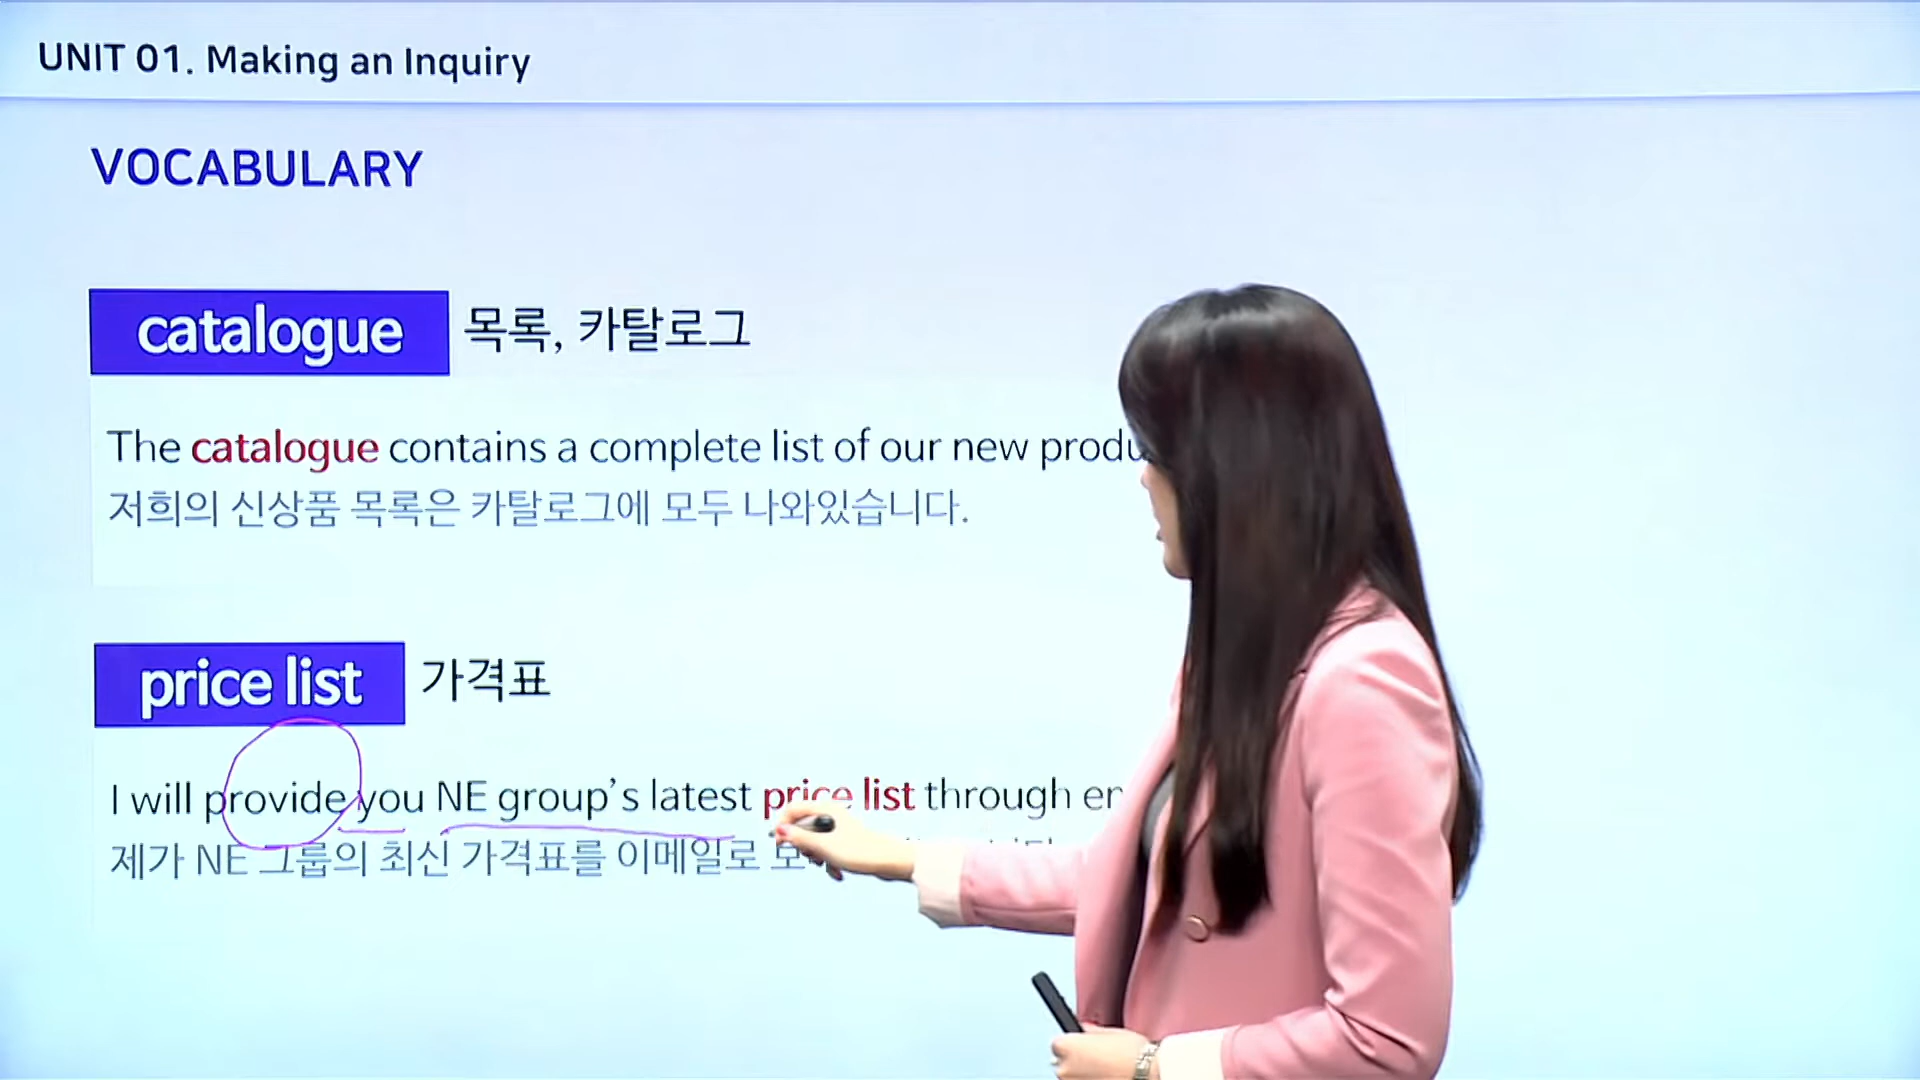 UNIT 01. Making an Inquiry
VOCABULARY
catalogue 목록, 카탈로그
The catalogue contains a complete list of our new
저희의 신상품 목록은 카탈로그에 모두 나와있습니다.
price list 가격표
I will provide you NE group's latest price list through
제가 NE 그룹의 최신 가격표를 이메일로